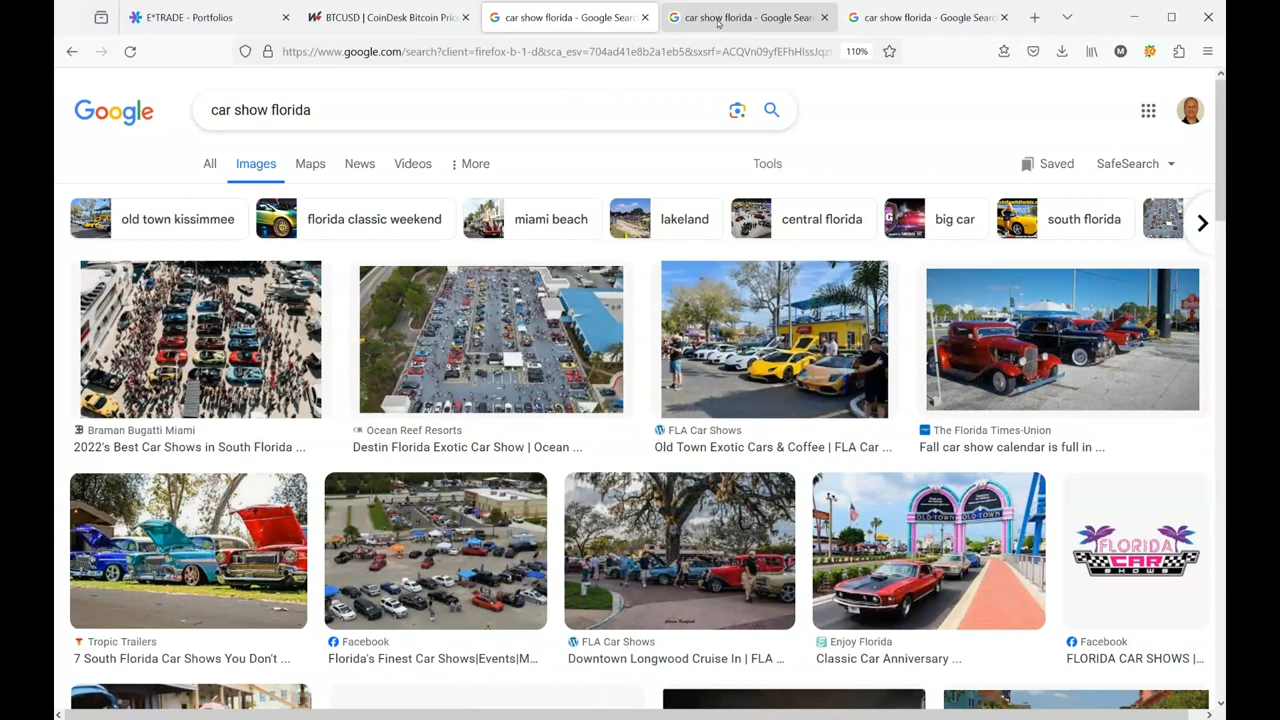 E*TRADE - Portfolios
BTCUSD | CoinDesk Bitcoin Pric
car show florida - Google Searc
car show florida - Google Sear
car show florida - Google Search
https://www.google.com/search?client=firefox-b-1-d&sca_esv=704ad41e8b2a1eb5&sxsrf=ACQVn09yfEFhHIssJqz
110%
M
Google
car show florida
All
Images
Maps
News
Videos
More
Tools
Saved
SafeSearch
old town kissimmee
florida classic weekend
miami beach
lakeland
central florida
big car
south florida
Braman Bugatti Miami
2022's Best Car Shows in South Florida ...
Ocean Reef Resorts
Destin Florida Exotic Car Show | Ocean ...
FLA Car Shows
Old Town Exotic Cars & Coffee | FLA Car ...
The Florida Times-Union
Fall car show calendar is full in ...
OLD TOWN
FLORIDA
CAR
SHOWS
Tropic Trailers
7 South Florida Car Shows You Don't ...
Facebook
Florida's Finest Car Shows|Events|M...
FLA Car Shows
Downtown Longwood Cruise In | FLA ...
Enjoy Florida
Classic Car Anniversary ...
Facebook
FLORIDA CAR SHOWS |...